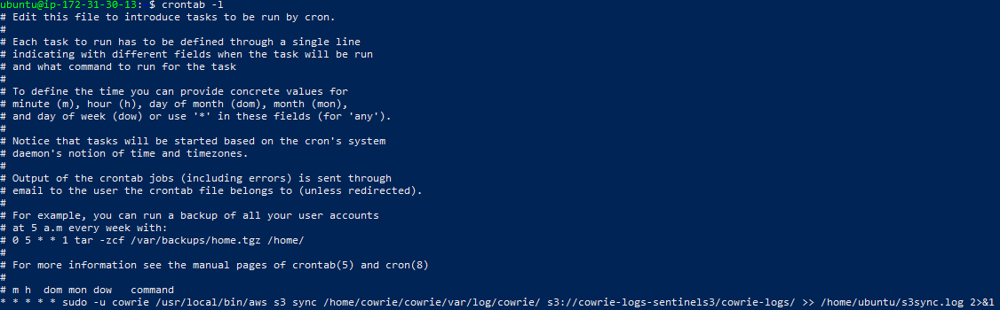 ubuntu@ip-172-31-30-13: $ crontab -l
# Edit this file to introduce tasks to be run by cron.
#
# Each task to run has to be defined through a single line
# indicating with different fields when the task will be run
# and what command to run for the task
#
# To define the time you can provide concrete values for
# minute (m), hour (h), day of month (dom), month (mon),
# and day of week (dow) or use '*' in these fields (for 'any').
#
# Notice that tasks will be started based on the cron's system
# daemon's notion of time and timezones.
#
# Output of the crontab jobs (including errors) is sent through
# email to the user the crontab file belongs to (unless redirected).
#
# For example, you can run a backup of all your user accounts
# at 5 a.m every week with:
# 0 5 * * 1 tar -zcf /var/backups/home.tgz /home/
#
# For more information see the manual pages of crontab(5) and cron(8)
#
# m h  dom mon dow   command
* * * * * sudo -u cowrie /usr/local/bin/aws s3 sync /home/cowrie/cowrie/var/log/cowrie/ s3://cowrie-logs-sentinels3/cowrie-logs/ >> /home/ubuntu/s3sync.log 2>&1